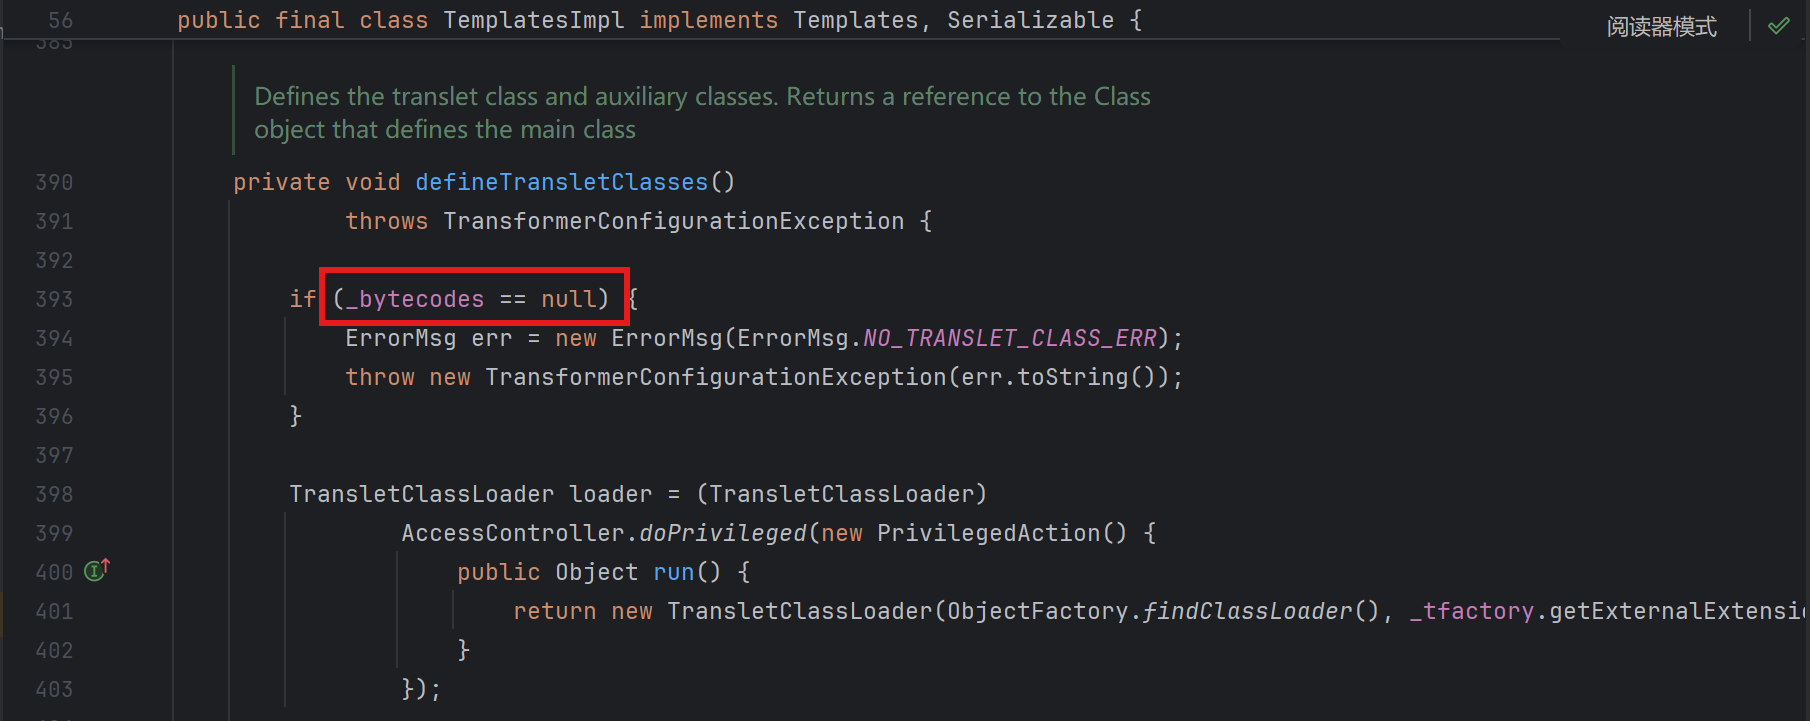 56 public final class TemplatesImpl implements Templates, Serializable {
阅读器模式
385
Defines the translet class and auxiliary classes. Returns a reference to the Class
object that defines the main class
390 private void defineTransletClasses()
391 throws TransformerConfigurationException {
392
393 if (_bytecodes == null) {
394 ErrorMsg err = new ErrorMsg(ErrorMsg.NO_TRANSLET_CLASS_ERR);
395 throw new TransformerConfigurationException(err.toString());
396 }
397
398 TransletClassLoader loader = (TransletClassLoader)
399 AccessController.doPrivileged(new PrivilegedAction() {
400 public Object run() {
401 return new TransletClassLoader(ObjectFactory.findClassLoader(), _tfactory.getExternalExtensi
402 }
403 });